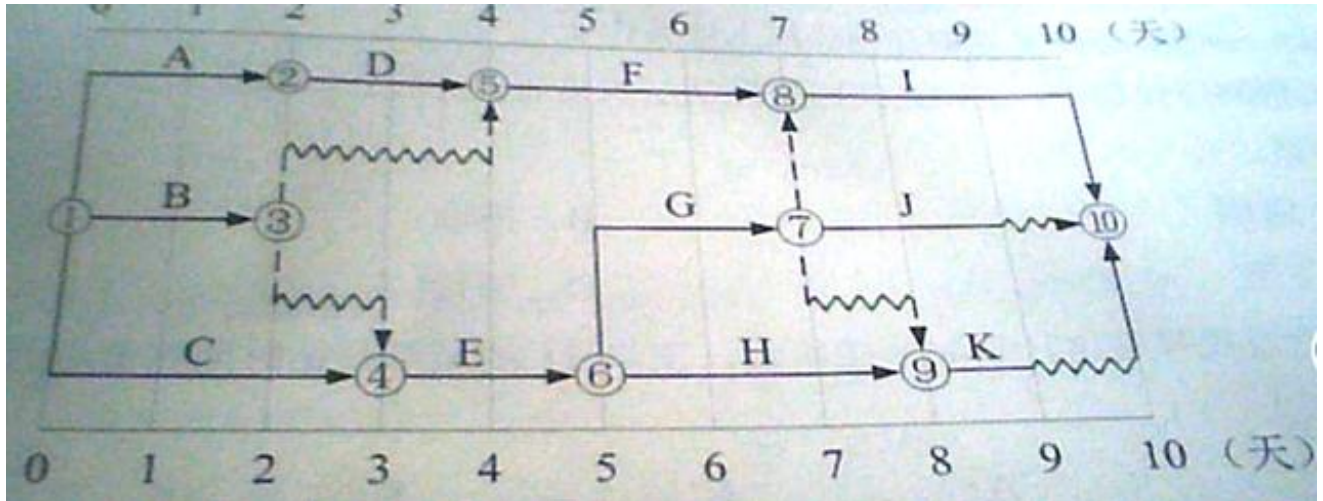 0 1 2 3 4 5 6 7 8 9 10 (天)
A ② D ⑤ F ⑧ I
① B ③ G ⑦ J ⑩
C ④ E ⑥ H ⑨ K
0 1 2 3 4 5 6 7 8 9 10 (天)